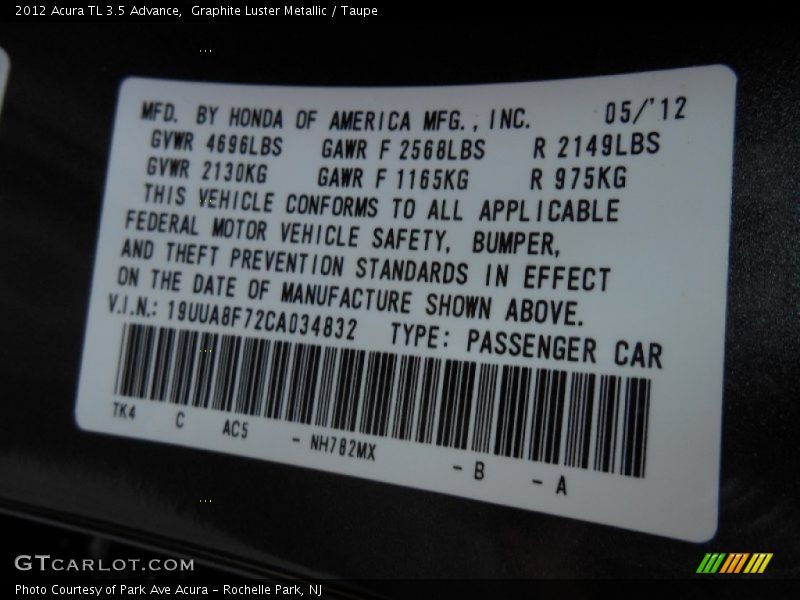 2012 Acura TL 3.5 Advance, Graphite Luster Metallic / Taupe
MFD. BY HONDA OF AMERICA MFG., INC. 05/'12
GVWR 4696LBS GAWR F 2568LBS R 2149LBS
GVWR 2130KG GAWR F 1165KG R 975KG
THIS VEHICLE CONFORMS TO ALL APPLICABLE
FEDERAL MOTOR VEHICLE SAFETY, BUMPER,
AND THEFT PREVENTION STANDARDS IN EFFECT
ON THE DATE OF MANUFACTURE SHOWN ABOVE.
V.I.N.: 19UUA8F72CA034832 TYPE: PASSENGER CAR
TK4 C AC5 - NH782MX - B - A
GTCARLOT.COM
Photo Courtesy of Park Ave Acura - Rochelle Park, NJ